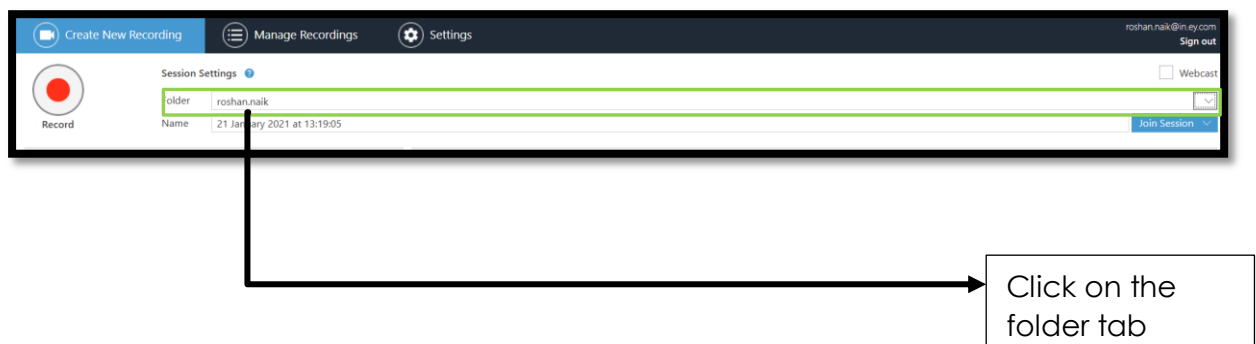 Create New Recording Manage Recordings Settings roshan.naik@in.ey.com
Sign out
Session Settings ? Webcast
Folder roshan.naik
Record Name 21 January 2021 at 13:19:05 Join Session
Click on the
folder tab